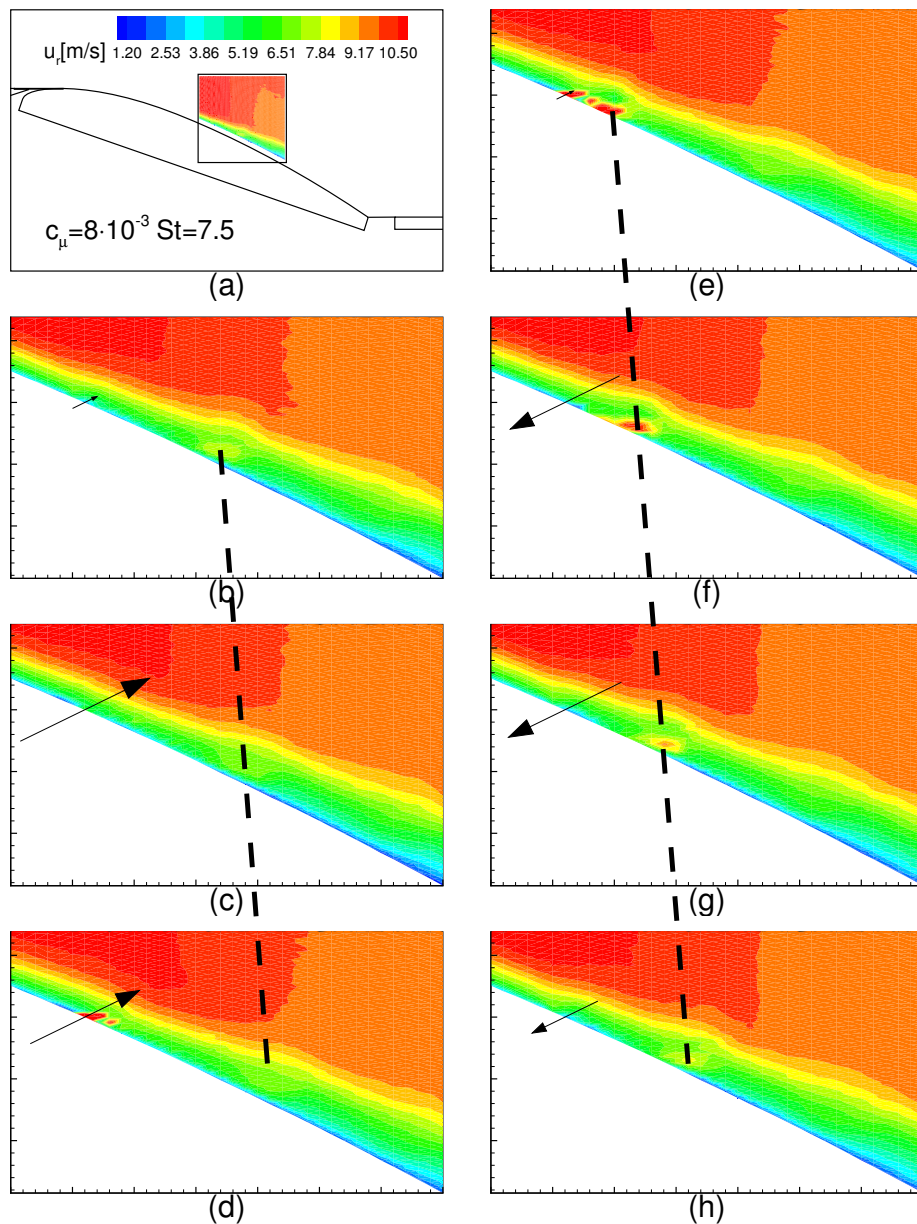 u_r[m/s] 1.20 2.53 3.86 5.19 6.51 7.84 9.17 10.50
c_μ=8·10^-3 St=7.5
(a)
(b)
(c)
(d)
(e)
(f)
(g)
(h)